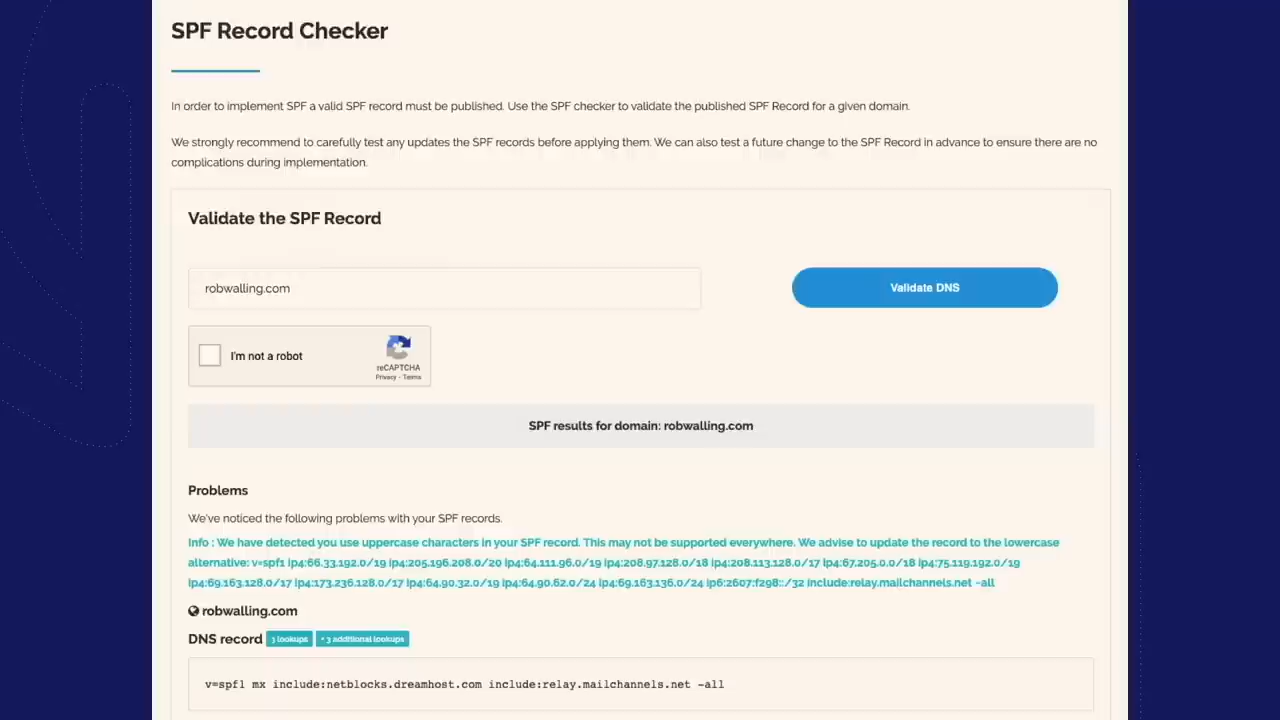 SPF Record Checker
In order to implement SPF a valid SPF record must be published. Use the SPF checker to validate the published SPF Record for a given domain.
We strongly recommend to carefully test any updates the SPF records before applying them. We can also test a future change to the SPF Record in advance to ensure there are no
complications during implementation.
Validate the SPF Record
robwalling.com
Validate DNS
I'm not a robot
reCAPTCHA
Privacy - Terms
SPF results for domain: robwalling.com
Problems
We've noticed the following problems with your SPF records.
Info : We have detected you use uppercase characters in your SPF record. This may not be supported everywhere. We advise to update the record to the lowercase
alternative: v=spf1 ip4:66.33.192.0/19 ip4:205.196.208.0/20 ip4:64.111.96.0/19 ip4:208.97.128.0/18 ip4:208.113.128.0/17 ip4:67.205.0.0/18 ip4:75.119.192.0/19
ip4:69.163.128.0/17 ip4:173.236.128.0/17 ip4:64.90.32.0/19 ip4:64.90.62.0/24 ip4:69.163.136.0/24 ip6:2607:f298::/32 include:relay.mailchannels.net -all
robwalling.com
DNS record 3 lookups + 3 additional lookups
v=spf1 mx include:netblocks.dreamhost.com include:relay.mailchannels.net -all